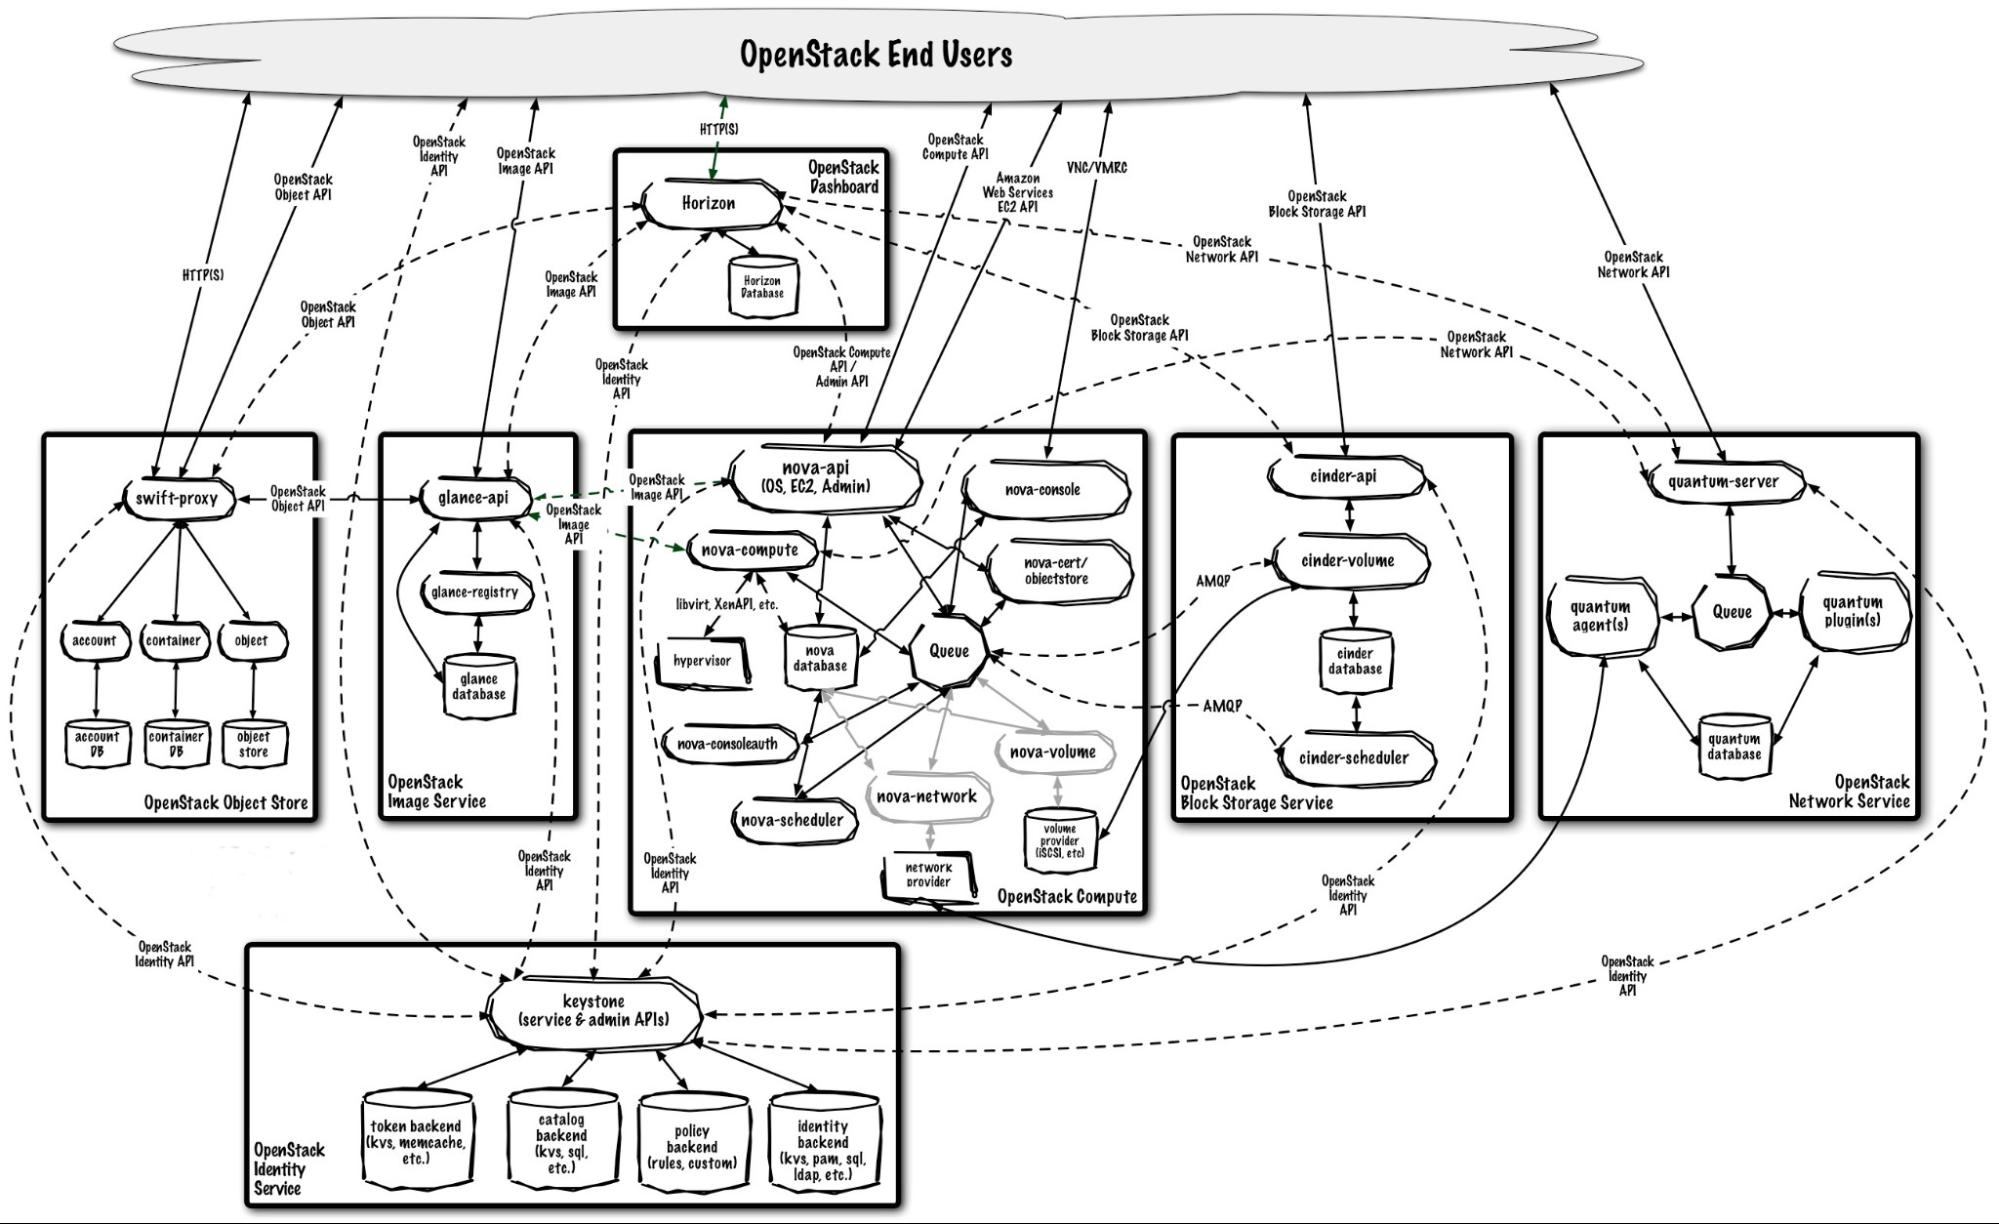 OpenStack End Users
HTTP(S)
OpenStack
Object API
OpenStack
Identity
API
OpenStack
Image API
HTTP(S)
OpenStack
Compute API
Amazon
Web Services
EC2 API
VNC/VMRC
OpenStack
Block Storage API
OpenStack
Network API
OpenStack
Dashboard
Horizon
Horizon
Database
OpenStack
Object API
OpenStack
Image API
OpenStack
Identity
API
OpenStack Compute
API /
Admin API
OpenStack
Network API
OpenStack
Block Storage API
OpenStack
Network API
swift-proxy
OpenStack
Object API
account
container
object
account
DB
container
DB
object
store
OpenStack Object Store
glance-api
glance-registry
glance
database
OpenStack
Image Service
OpenStack
Image API
OpenStack
Image
API
nova-api
(OS, EC2, Admin)
nova-console
nova-compute
nova-cert/
objectstore
libvirt, XenAPI, etc.
hypervisor
nova
database
Queue
nova-consoleauth
nova-volume
nova-network
nova-scheduler
volume
provider
(iSCSI, etc)
network
provider
OpenStack Compute
cinder-api
cinder-volume
AMQP
cinder
database
AMQP
cinder-scheduler
OpenStack
Block Storage Service
quantum-server
quantum
agent(s)
Queue
quantum
plugin(s)
quantum
database
OpenStack
Network Service
OpenStack
Identity API
OpenStack
Identity
API
OpenStack
Identity
API
OpenStack
Identity
API
OpenStack
Identity
API
keystone
(service & admin APIs)
token backend
(kvs, memcache,
etc.)
catalog
backend
(kvs, sql,
etc.)
policy
backend
(rules, custom)
identity
backend
(kvs, pam, sql,
ldap, etc.)
OpenStack
Identity
Service